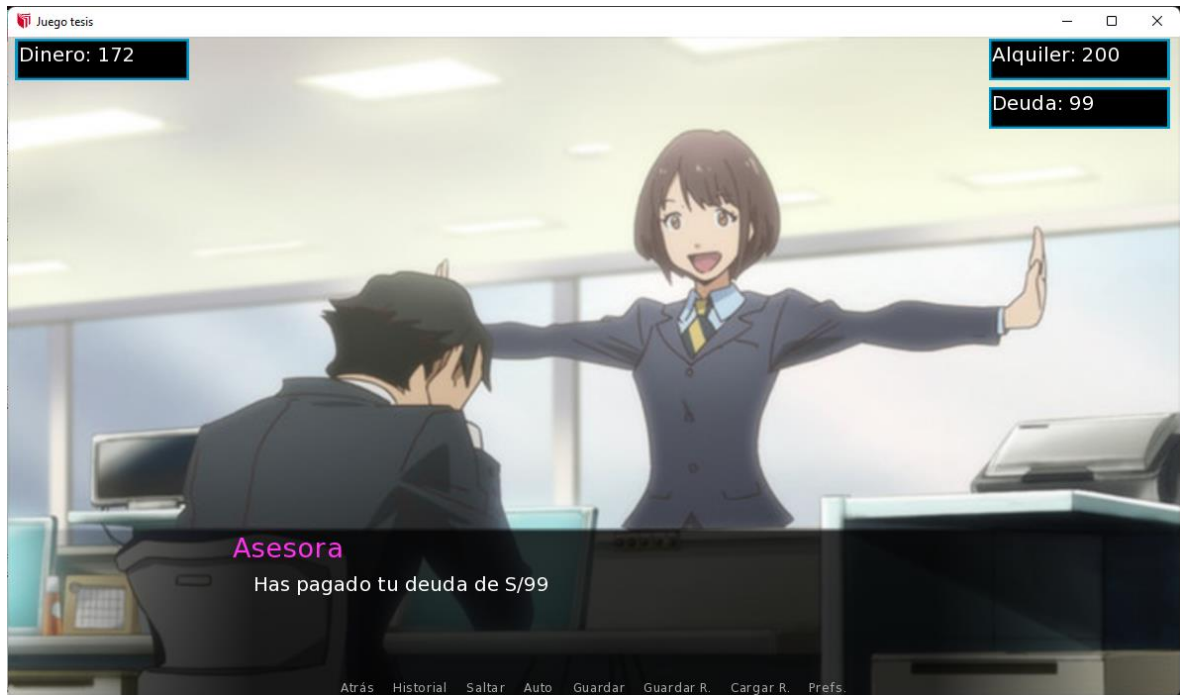 Juego tesis
Dinero: 172
Alquiler: 200
Deuda: 99
Asesora
Has pagado tu deuda de S/99
Atrás Historial Saltar Auto Guardar Guardar R. Cargar R. Prefs.